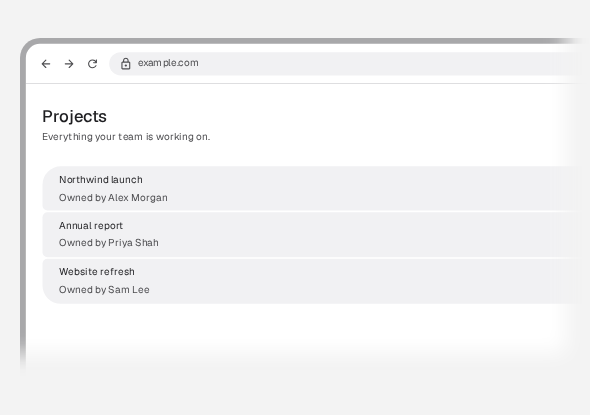 example.com
Projects
Everything your team is working on.
Northwind launch
Owned by Alex Morgan
Annual report
Owned by Priya Shah
Website refresh
Owned by Sam Lee